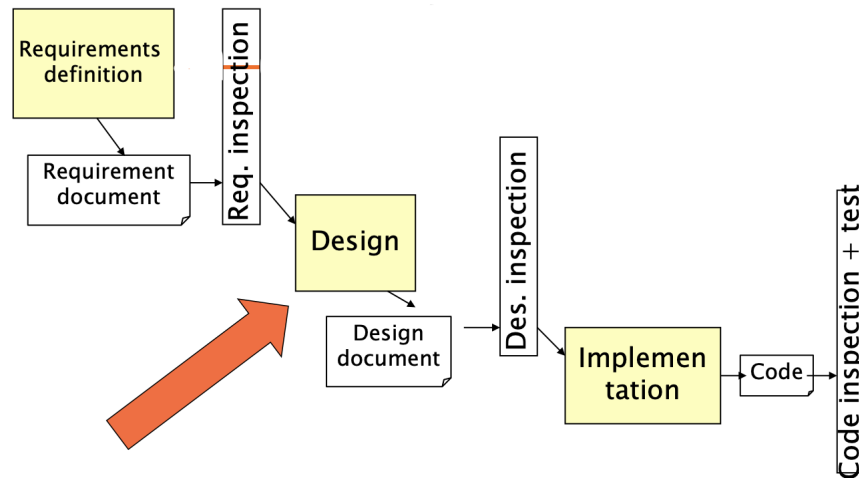 Requirements
definition
Req. inspection
Requirement
document
Design
Des. inspection
Design
document
Implemen
tation
Code
Code inspection + test